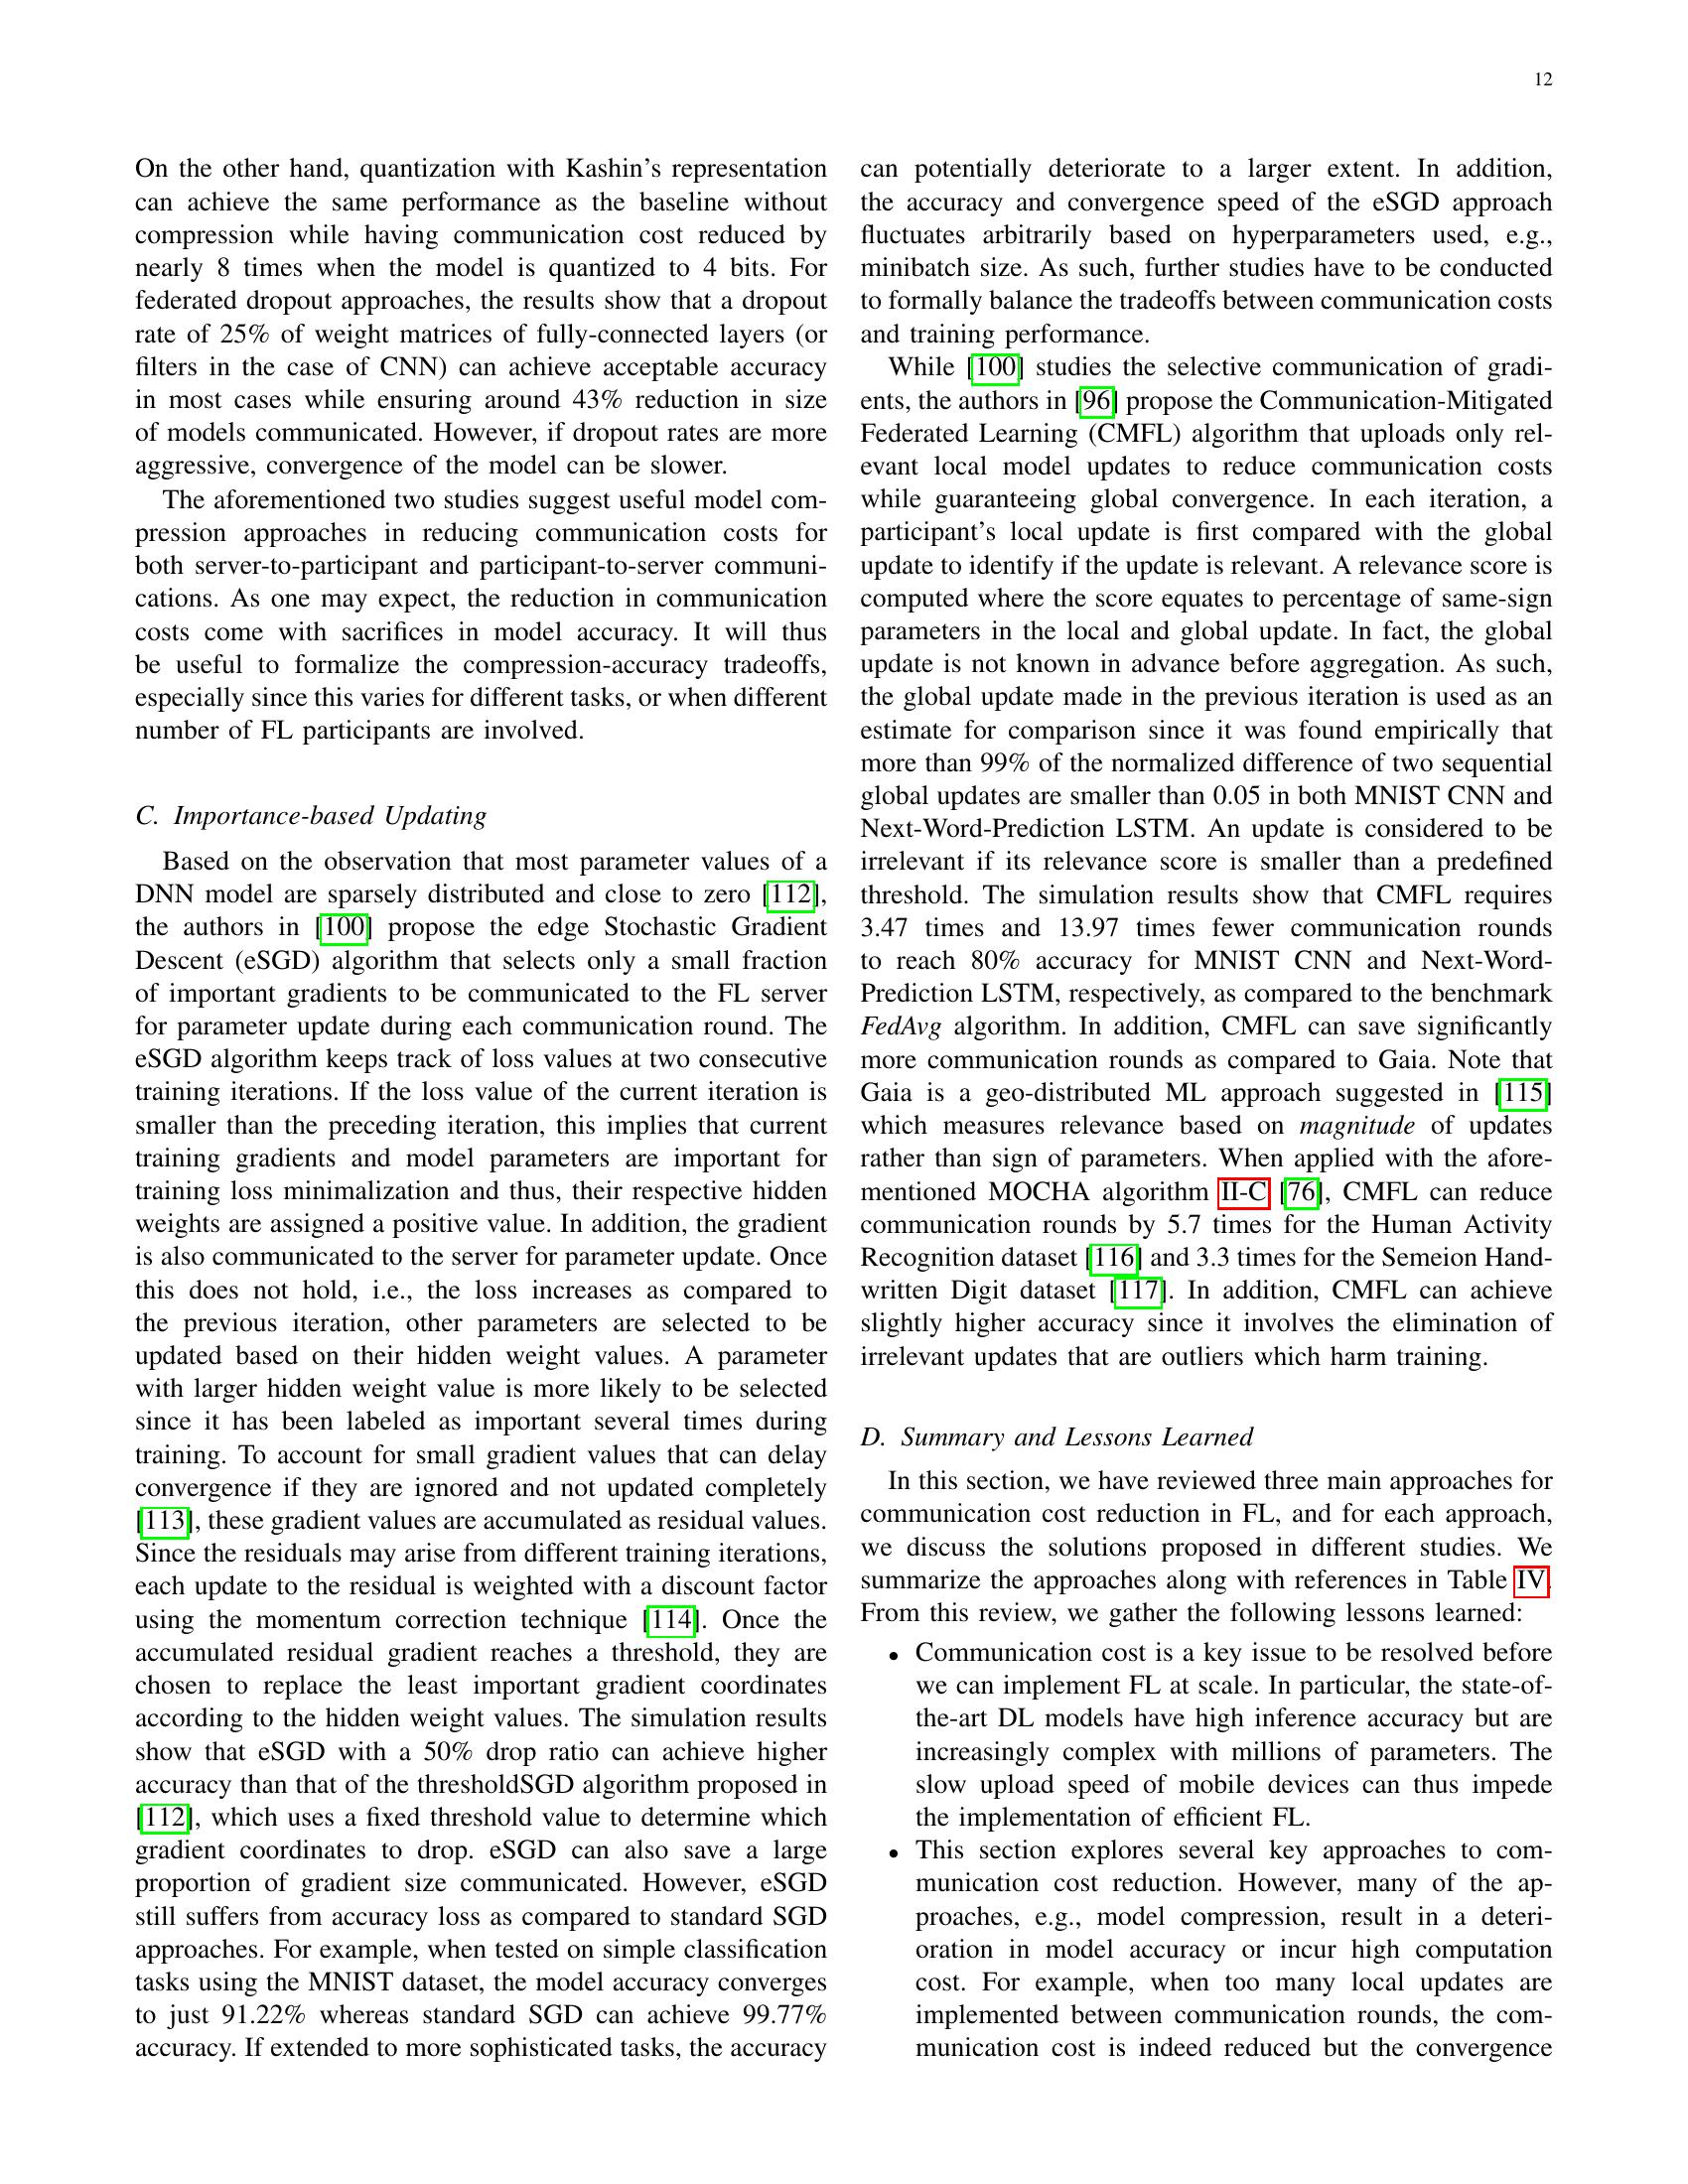 12
On the other hand, quantization with Kashin's representation
can achieve the same performance as the baseline without
compression while having communication cost reduced by
nearly 8 times when the model is quantized to 4 bits. For
federated dropout approaches, the results show that a dropout
rate of 25% of weight matrices of fully-connected layers (or
filters in the case of CNN) can achieve acceptable accuracy
in most cases while ensuring around 43% reduction in size
of models communicated. However, if dropout rates are more
aggressive, convergence of the model can be slower.
The aforementioned two studies suggest useful model com-
pression approaches in reducing communication costs for
both server-to-participant and participant-to-server communi-
cations. As one may expect, the reduction in communication
costs come with sacrifices in model accuracy. It will thus
be useful to formalize the compression-accuracy tradeoffs,
especially since this varies for different tasks, or when different
number of FL participants are involved.
C. Importance-based Updating
Based on the observation that most parameter values of a
DNN model are sparsely distributed and close to zero [112],
the authors in [100] propose the edge Stochastic Gradient
Descent (eSGD) algorithm that selects only a small fraction
of important gradients to be communicated to the FL server
for parameter update during each communication round. The
eSGD algorithm keeps track of loss values at two consecutive
training iterations. If the loss value of the current iteration is
smaller than the preceding iteration, this implies that current
training gradients and model parameters are important for
training loss minimalization and thus, their respective hidden
weights are assigned a positive value. In addition, the gradient
is also communicated to the server for parameter update. Once
this does not hold, i.e., the loss increases as compared to
the previous iteration, other parameters are selected to be
updated based on their hidden weight values. A parameter
with larger hidden weight value is more likely to be selected
since it has been labeled as important several times during
training. To account for small gradient values that can delay
convergence if they are ignored and not updated completely
[113], these gradient values are accumulated as residual values.
Since the residuals may arise from different training iterations,
each update to the residual is weighted with a discount factor
using the momentum correction technique [114]. Once the
accumulated residual gradient reaches a threshold, they are
chosen to replace the least important gradient coordinates
according to the hidden weight values. The simulation results
show that eSGD with a 50% drop ratio can achieve higher
accuracy than that of the thresholdSGD algorithm proposed in
[112], which uses a fixed threshold value to determine which
gradient coordinates to drop. eSGD can also save a large
proportion of gradient size communicated. However, eSGD
still suffers from accuracy loss as compared to standard SGD
approaches. For example, when tested on simple classification
tasks using the MNIST dataset, the model accuracy converges
to just 91.22% whereas standard SGD can achieve 99.77%
accuracy. If extended to more sophisticated tasks, the accuracy
can potentially deteriorate to a larger extent. In addition,
the accuracy and convergence speed of the eSGD approach
fluctuates arbitrarily based on hyperparameters used, e.g.,
minibatch size. As such, further studies have to be conducted
to formally balance the tradeoffs between communication costs
and training performance.
While [100] studies the selective communication of gradi-
ents, the authors in [96] propose the Communication-Mitigated
Federated Learning (CMFL) algorithm that uploads only rel-
evant local model updates to reduce communication costs
while guaranteeing global convergence. In each iteration, a
participant's local update is first compared with the global
update to identify if the update is relevant. A relevance score is
computed where the score equates to percentage of same-sign
parameters in the local and global update. In fact, the global
update is not known in advance before aggregation. As such,
the global update made in the previous iteration is used as an
estimate for comparison since it was found empirically that
more than 99% of the normalized difference of two sequential
global updates are smaller than 0.05 in both MNIST CNN and
Next-Word-Prediction LSTM. An update is considered to be
irrelevant if its relevance score is smaller than a predefined
threshold. The simulation results show that CMFL requires
3.47 times and 13.97 times fewer communication rounds
to reach 80% accuracy for MNIST CNN and Next-Word-
Prediction LSTM, respectively, as compared to the benchmark
FedAvg algorithm. In addition, CMFL can save significantly
more communication rounds as compared to Gaia. Note that
Gaia is a geo-distributed ML approach suggested in [115]
which measures relevance based on magnitude of updates
rather than sign of parameters. When applied with the afore-
mentioned MOCHA algorithm II-C [76], CMFL can reduce
communication rounds by 5.7 times for the Human Activity
Recognition dataset [116] and 3.3 times for the Semeion Hand-
written Digit dataset [117]. In addition, CMFL can achieve
slightly higher accuracy since it involves the elimination of
irrelevant updates that are outliers which harm training.
D. Summary and Lessons Learned
In this section, we have reviewed three main approaches for
communication cost reduction in FL, and for each approach,
we discuss the solutions proposed in different studies. We
summarize the approaches along with references in Table IV.
From this review, we gather the following lessons learned:
• Communication cost is a key issue to be resolved before
we can implement FL at scale. In particular, the state-of-
the-art DL models have high inference accuracy but are
increasingly complex with millions of parameters. The
slow upload speed of mobile devices can thus impede
the implementation of efficient FL.
• This section explores several key approaches to com-
munication cost reduction. However, many of the ap-
proaches, e.g., model compression, result in a deteri-
oration in model accuracy or incur high computation
cost. For example, when too many local updates are
implemented between communication rounds, the com-
munication cost is indeed reduced but the convergence